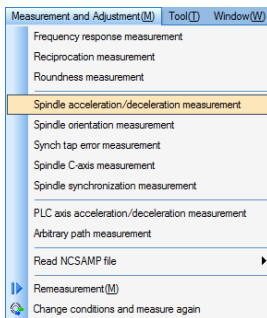 Measurement and Adjustment(M) Tool(T) Window(W)
Frequency response measurement
Reciprocation measurement
Roundness measurement
Spindle acceleration/deceleration measurement
Spindle orientation measurement
Synch tap error measurement
Spindle C-axis measurement
Spindle synchronization measurement
PLC axis acceleration/deceleration measurement
Arbitrary path measurement
Read NCSAMP file
Remeasurement(M)
Change conditions and measure again